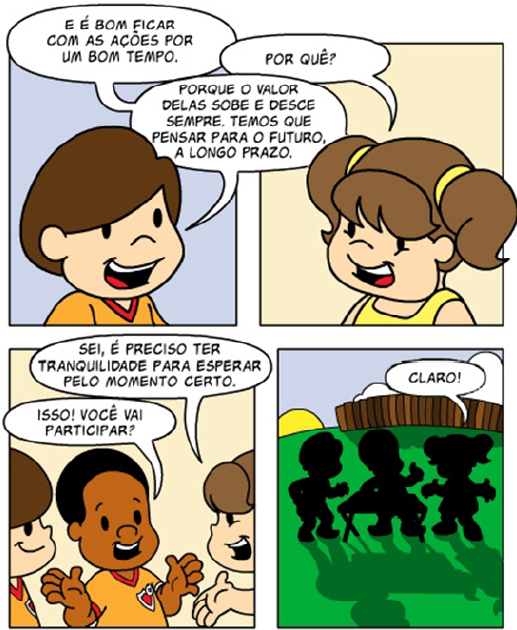 E É BOM FICAR
COM AS AÇÕES POR
UM BOM TEMPO.
POR QUÊ?
PORQUE O VALOR
DELAS SOBE E DESCE
SEMPRE. TEMOS QUE
PENSAR PARA O FUTURO,
A LONGO PRAZO.
SEI, É PRECISO TER
TRANQUILIDADE PARA ESPERAR
PELO MOMENTO CERTO.
ISSO! VOCÊ VAI
PARTICIPAR?
CLARO!